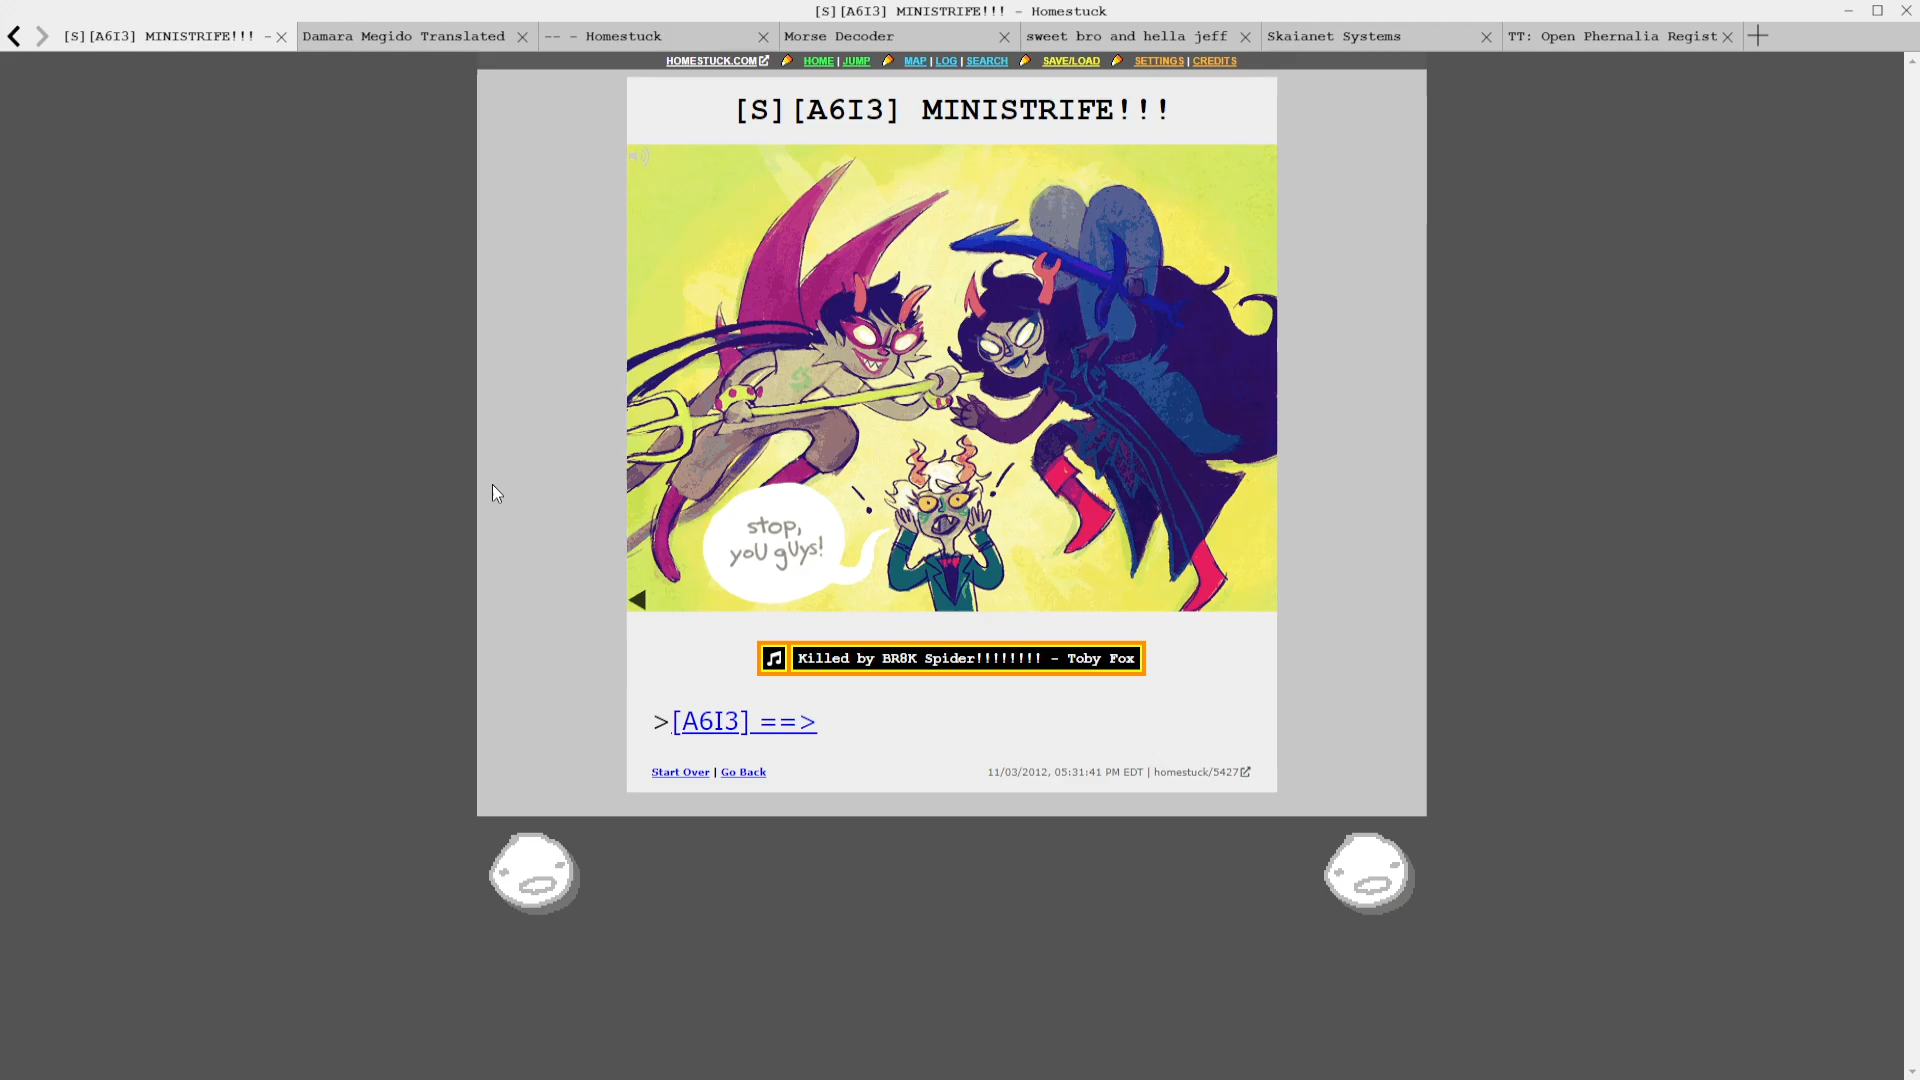 [S][A6I3] MINISTRIFE!!! - Homestuck
[S][A6I3] MINISTRIFE!!! -
Damara Megido Translated
-- - Homestuck
Morse Decoder
sweet bro and hella jeff
Skaianet Systems
TT: Open Phernalia Regist
HOMESTUCK.COM HOME | JUMP MAP | LOG | SEARCH SAVE/LOAD SETTINGS | CREDITS
[S][A6I3] MINISTRIFE!!!
stop,
yoU gUys!
Killed by BR8K Spider!!!!!!!! - Toby Fox
>[A6I3] ==>
Start Over | Go Back
11/03/2012, 05:31:41 PM EDT | homestuck/5427